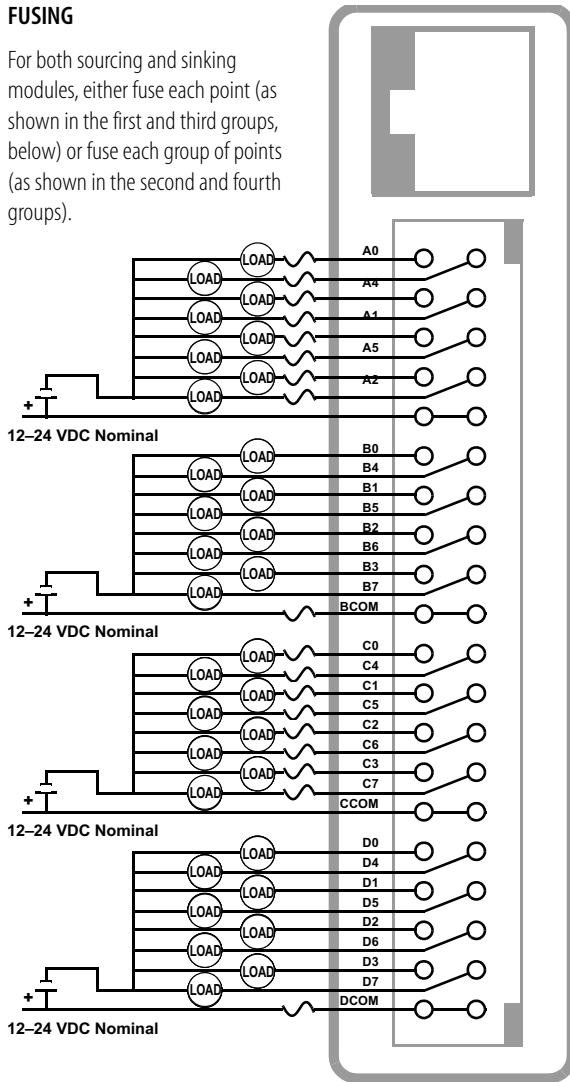 FUSING
For both sourcing and sinking
modules, either fuse each point (as
shown in the first and third groups,
below) or fuse each group of points
(as shown in the second and fourth
groups).
LOAD A0
LOAD A4
LOAD
LOAD A1
LOAD
LOAD A5
LOAD
LOAD A2
+
12–24 VDC Nominal
LOAD B0
LOAD B4
LOAD B1
LOAD B5
LOAD B2
LOAD B6
LOAD B3
LOAD B7
+ BCOM
12–24 VDC Nominal
LOAD C0
LOAD C4
LOAD C1
LOAD C5
LOAD C2
LOAD C6
LOAD C3
LOAD C7
+ CCOM
12–24 VDC Nominal
LOAD D0
LOAD D4
LOAD D1
LOAD D5
LOAD D2
LOAD D6
LOAD D3
LOAD D7
+ DCOM
12–24 VDC Nominal